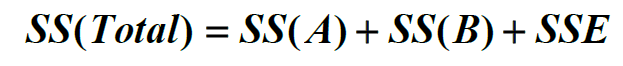 SS(Total) = SS(A) + SS(B) + SSE